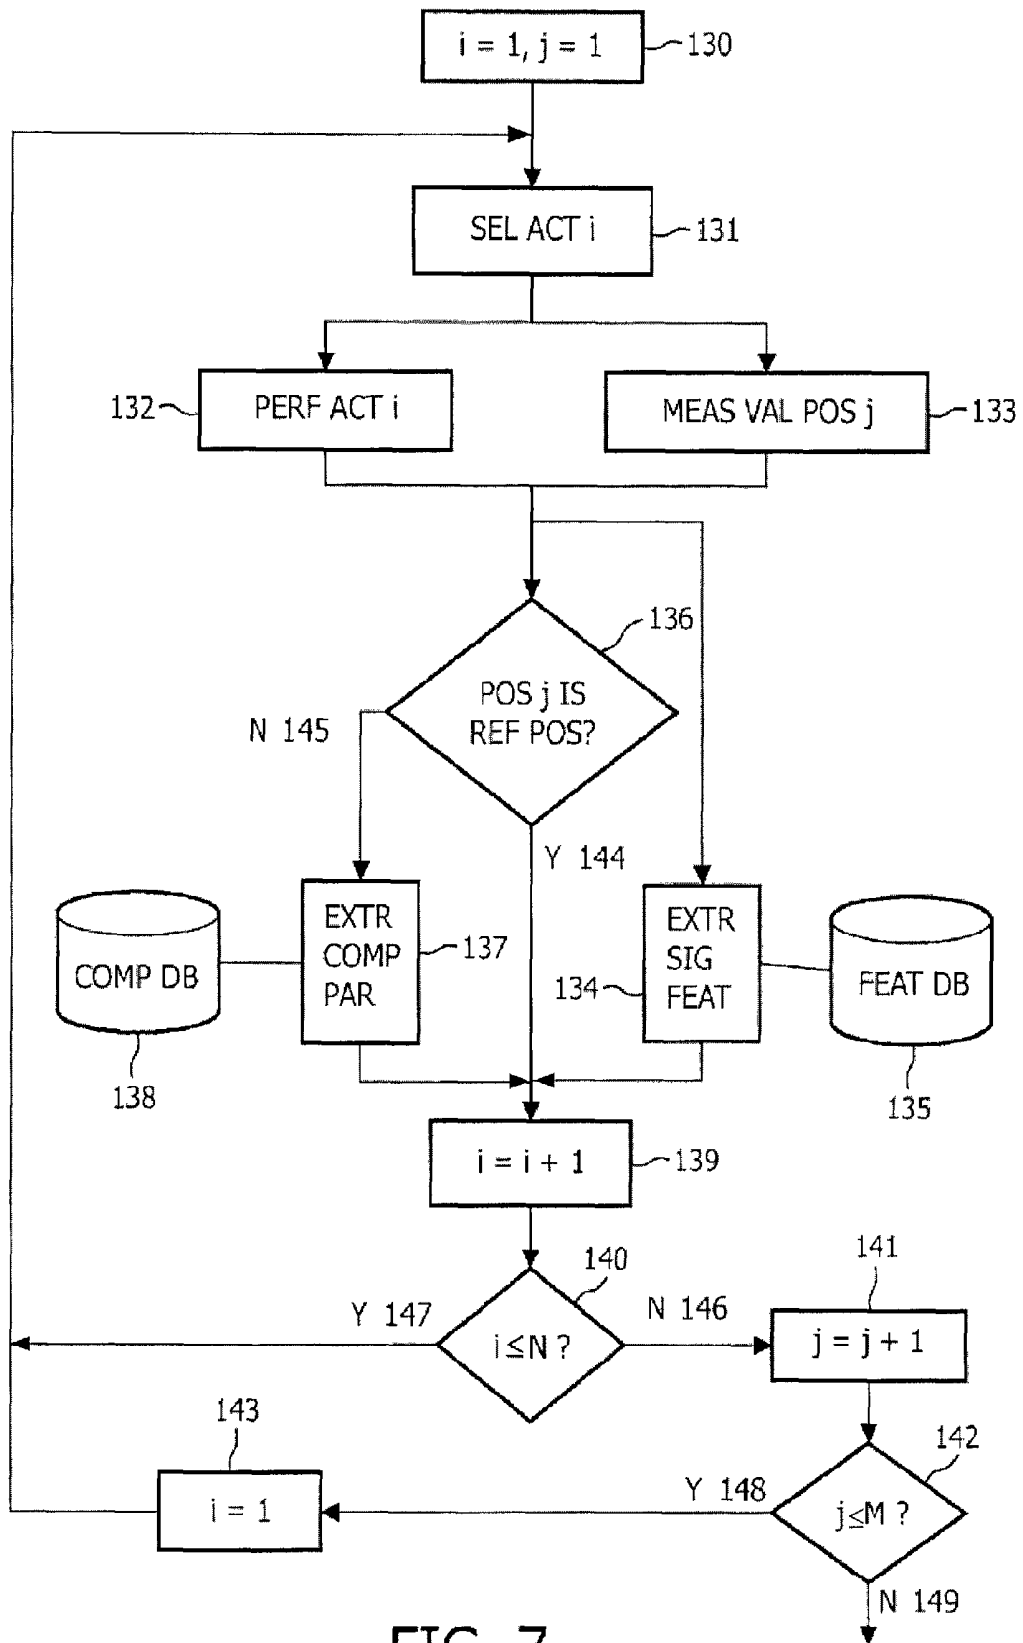 i = 1, j = 1
130
SEL ACT i
131
132
PERF ACT i
MEAS VAL POS j
133
136
POS j IS
REF POS?
N 145
Y 144
EXTR
COMP
PAR
137
COMP DB
138
EXTR
SIG
FEAT
134
FEAT DB
135
i = i + 1
139
140
i≤N ?
Y 147
N 146
141
j = j + 1
142
j≤M ?
Y 148
143
i = 1
N 149
FIG. 7